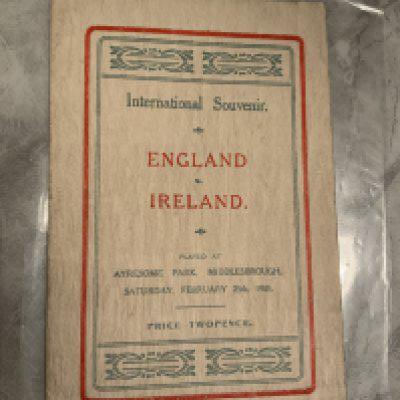 International Souvenir.
ENGLAND
v.
IRELAND.
PLAYED AT
AYRESOME PARK, MIDDLESBROUGH,
SATURDAY, FEBRUARY
PRICE TWOPENCE.